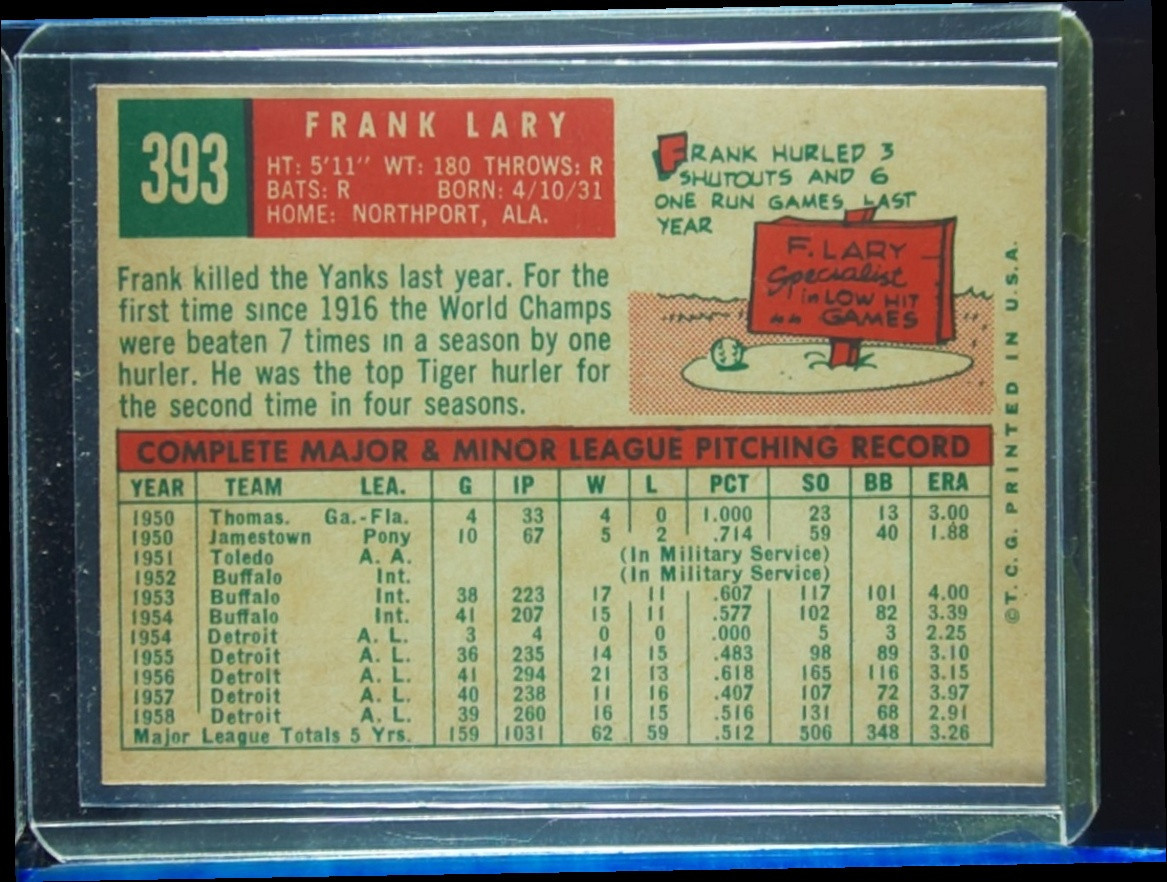 393
FRANK LARY
HT: 5'11" WT: 180 THROWS: R
BATS: R BORN: 4/10/31
HOME: NORTHPORT, ALA.
FRANK HURLED 3
SHUTOUTS AND 6
ONE RUN GAMES LAST
YEAR
F. LARY
Specialist
in LOW HIT
GAMES
Frank killed the Yanks last year. For the
first time since 1916 the World Champs
were beaten 7 times in a season by one
hurler. He was the top Tiger hurler for
the second time in four seasons.
COMPLETE MAJOR & MINOR LEAGUE PITCHING RECORD
YEAR TEAM LEA. G IP W L PCT SO BB ERA
1950 Thomas. Ga.-Fla. 4 33 4 0 1.000 23 13 3.00
1950 Jamestown Pony 10 67 5 2 .714 59 40 1.88
1951 Toledo A. A. (In Military Service)
1952 Buffalo Int. (In Military Service)
1953 Buffalo Int. 38 223 17 11 .607 117 101 4.00
1954 Buffalo Int. 41 207 15 11 .577 102 82 3.39
1954 Detroit A. L. 3 4 0 0 .000 5 3 2.25
1955 Detroit A. L. 36 235 14 15 .483 98 89 3.10
1956 Detroit A. L. 41 294 21 13 .618 165 116 3.15
1957 Detroit A. L. 40 238 11 16 .407 107 72 3.97
1958 Detroit A. L. 39 260 16 15 .516 131 68 2.91
Major League Totals 5 Yrs. 159 1031 62 59 .512 506 348 3.26
©T. C. G. PRINTED IN U.S.A.